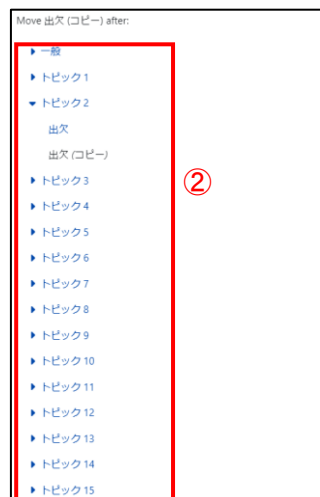 Move 出欠 (コピー) after:
一般
トピック 1
トピック 2
出欠
出欠 (コピー)
トピック 3
②
トピック 4
トピック 5
トピック 6
トピック 7
トピック 8
トピック 9
トピック 10
トピック 11
トピック 12
トピック 13
トピック 14
トピック 15